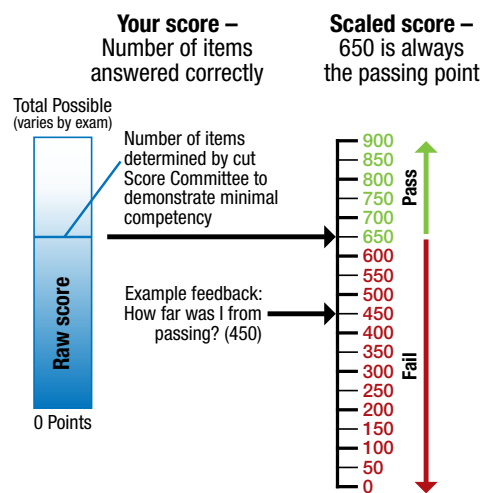 Your score –
Number of items
answered correctly
Scaled score –
650 is always
the passing point
Total Possible
(varies by exam)
Number of items
determined by cut
Score Committee to
demonstrate minimal
competency
Example feedback:
How far was I from
passing? (450)
Raw score
0 Points
900
850
800
750
700
650
600
550
500
450
400
350
300
250
200
150
100
50
0
Pass
Fail